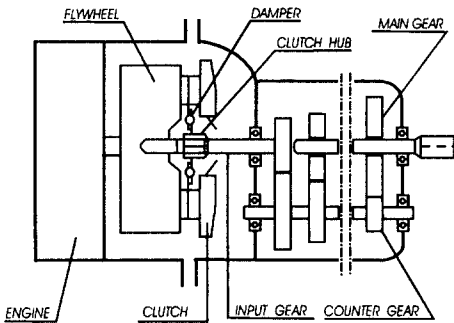 FLYWHEEL
DAMPER
CLUTCH HUB
MAIN GEAR
ENGINE
CLUTCH
INPUT GEAR
COUNTER GEAR